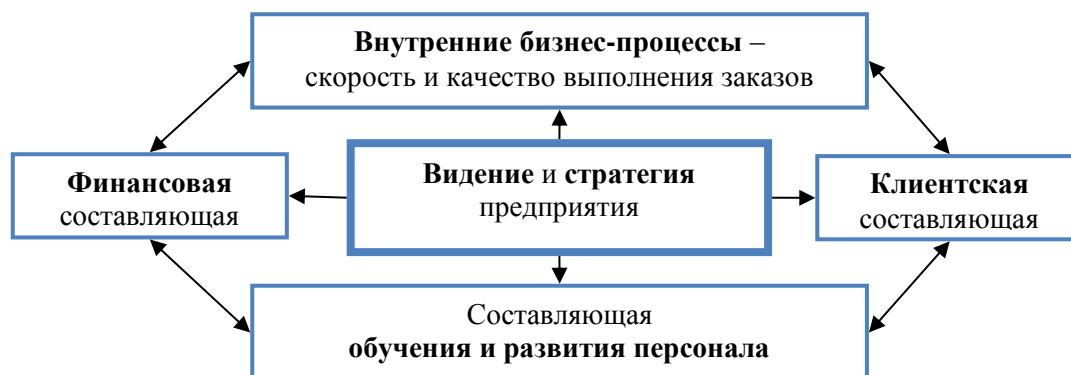 Внутренние бизнес-процессы –
скорость и качество выполнения заказов
Финансовая
составляющая
Видение и стратегия
предприятия
Клиентская
составляющая
Составляющая
обучения и развития персонала